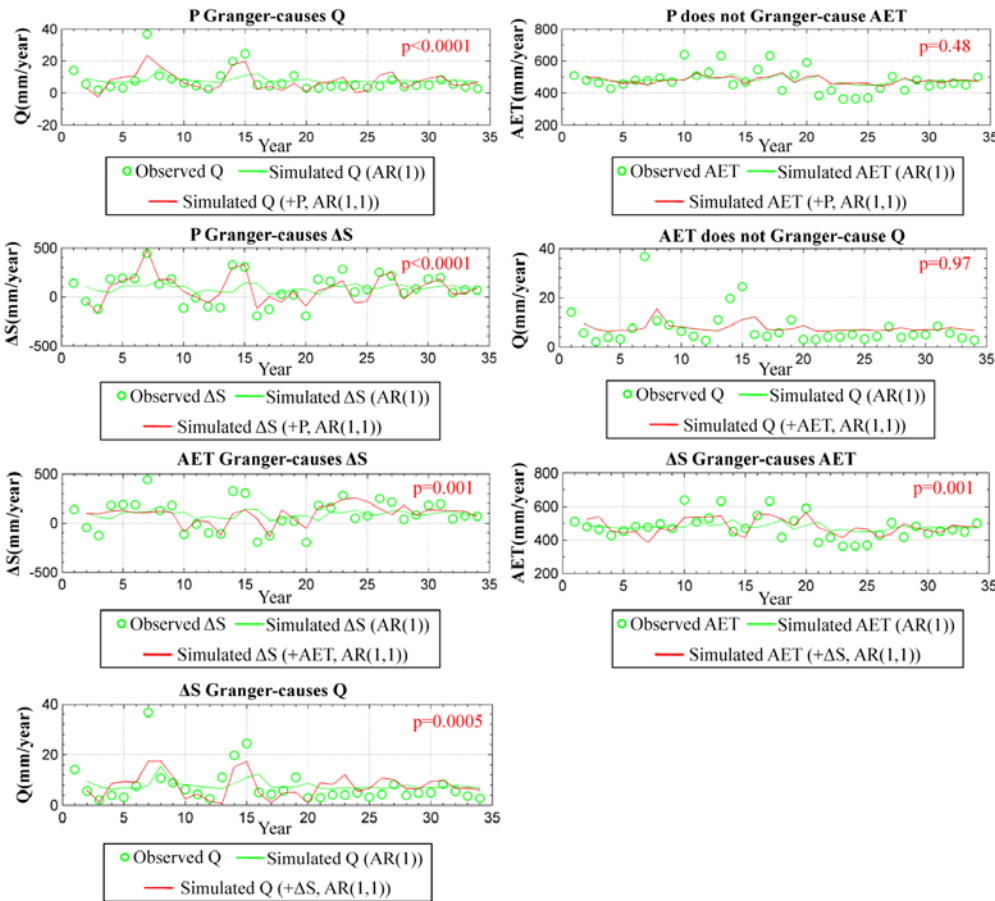 P Granger-causes Q
Q(mm/year)
40
20
0
-20
p<0.0001
0 5 10 15 20 25 30 35
Year
Observed Q Simulated Q (AR(1))
Simulated Q (+P, AR(1,1))
P does not Granger-cause AET
AET(mm/year)
800
600
400
200
p=0.48
0 5 10 15 20 25 30 35
Year
Observed AET Simulated AET (AR(1))
Simulated AET (+P, AR(1,1))
P Granger-causes ΔS
ΔS(mm/year)
500
0
-500
p<0.0001
0 5 10 15 20 25 30 35
Year
Observed ΔS Simulated ΔS (AR(1))
Simulated ΔS (+P, AR(1,1))
AET does not Granger-cause Q
Q(mm/year)
40
20
0
p=0.97
0 5 10 15 20 25 30 35
Year
Observed Q Simulated Q (AR(1))
Simulated Q (+AET, AR(1,1))
AET Granger-causes ΔS
ΔS(mm/year)
500
0
-500
p=0.001
0 5 10 15 20 25 30 35
Year
Observed ΔS Simulated ΔS (AR(1))
Simulated ΔS (+AET, AR(1,1))
ΔS Granger-causes AET
AET(mm/year)
800
600
400
200
p=0.001
0 5 10 15 20 25 30 35
Year
Observed AET Simulated AET (AR(1))
Simulated AET (+ΔS, AR(1,1))
ΔS Granger-causes Q
Q(mm/year)
40
20
0
p=0.0005
0 5 10 15 20 25 30 35
Year
Observed Q Simulated Q (AR(1))
Simulated Q (+ΔS, AR(1,1))